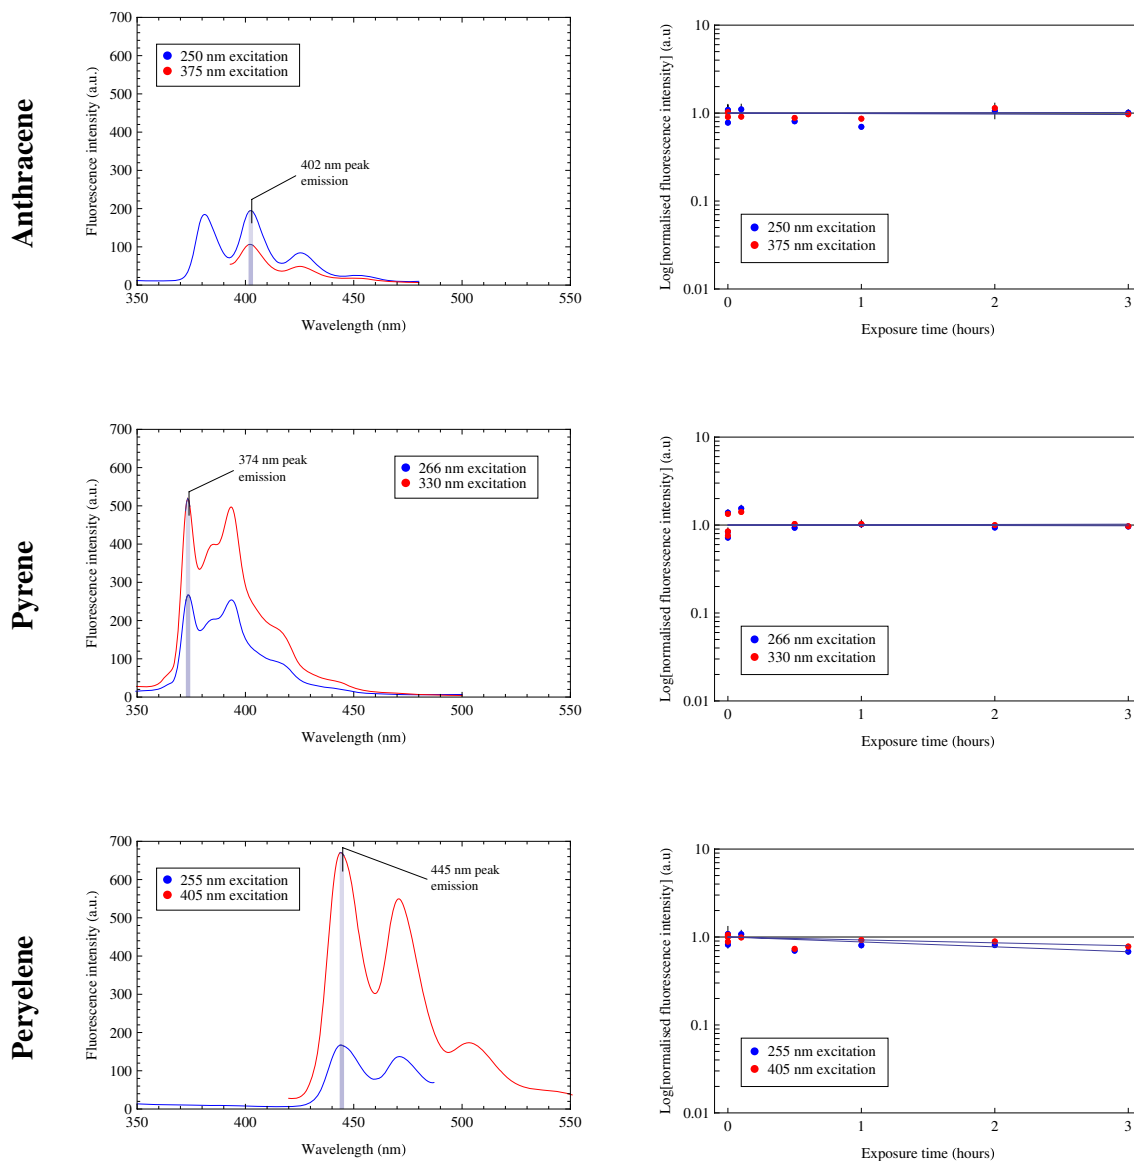 Anthracene
700
600
500
400
300
200
100
0
350
400
450
500
550
Fluorescence intensity (a.u.)
Wavelength (nm)
250 nm excitation
375 nm excitation
402 nm peak
emission
10
1.0
0.1
0.01
0
1
2
3
Log[normalised fluorescence intensity] (a.u)
Exposure time (hours)
250 nm excitation
375 nm excitation
Pyrene
700
600
500
400
300
200
100
0
350
400
450
500
550
Fluorescence intensity (a.u.)
Wavelength (nm)
374 nm peak
emission
266 nm excitation
330 nm excitation
10
1.0
0.1
0.01
0
1
2
3
Log[normalised fluorescence intensity] (a.u)
Exposure time (hours)
266 nm excitation
330 nm excitation
Peryelene
700
600
500
400
300
200
100
0
350
400
450
500
550
Fluorescence intensity (a.u.)
Wavelength (nm)
255 nm excitation
405 nm excitation
445 nm peak
emission
10
1.0
0.1
0.01
0
1
2
3
Log[normalised fluorescence intensity] (a.u)
Exposure time (hours)
255 nm excitation
405 nm excitation